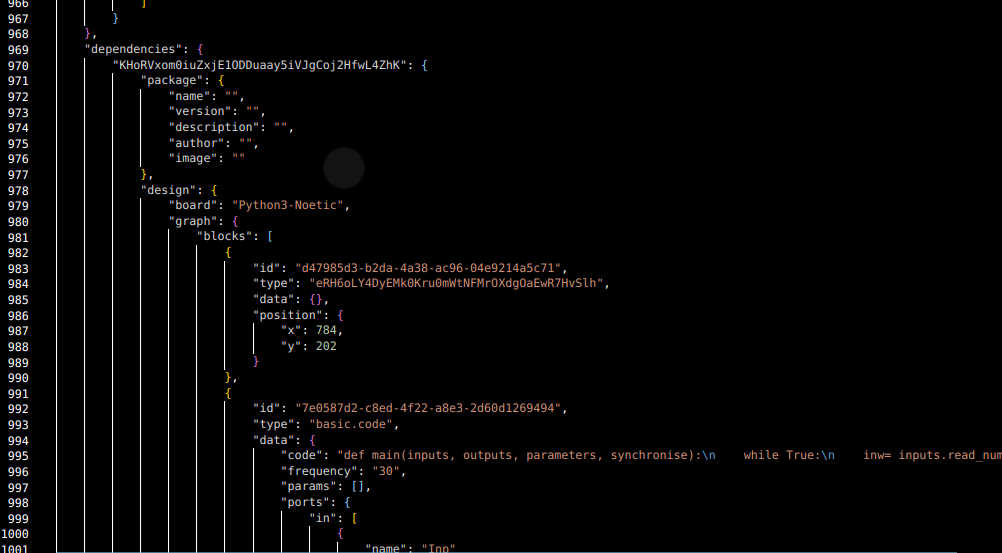 966 ]
967 }
968 },
969 "dependencies": {
970 "KHoRVxom0iuZxjE1ODDuaay5iVJgCoj2HfwL4ZhK": {
971 "package": {
972 "name": "",
973 "version": "",
974 "description": "",
975 "author": "",
976 "image": ""
977 },
978 "design": {
979 "board": "Python3-Noetic",
980 "graph": {
981 "blocks": [
982 {
983 "id": "d47985d3-b2da-4a38-ac96-04e9214a5c71",
984 "type": "eRH6oLY4DyEMk0Kru0mWtNFMrOXdgOaEwR7HvSlh",
985 "data": {},
986 "position": {
987 "x": 784,
988 "y": 202
989 }
990 },
991 {
992 "id": "7e0587d2-c8ed-4f22-a8e3-2d60d1269494",
993 "type": "basic.code",
994 "data": {
995 "code": "def main(inputs, outputs, parameters, synchronise):\n    while True:\n    inw= inputs.read_num
996 "frequency": "30",
997 "params": [],
998 "ports": {
999 "in": [
1000 {
1001 "name": "Inp"